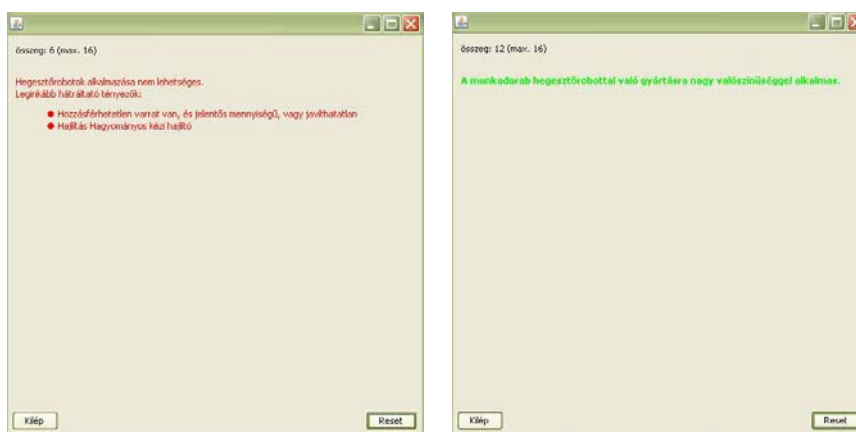 összeg: 6 (max. 16)
Hegesztőrobotok alkalmazása nem lehetséges.
Leginkább hátráltató tényezők:
Hozzásférhetetlen varrat van, és jelentős mennyiségű, vagy javíthatatlan
Hajlítás Hagyományos kézi hajlító
Kilép
Reset
összeg: 12 (max. 16)
A munkadarab hegesztőrobottal való gyártásra nagy valószínűséggel alkalmas.
Kilép
Reset